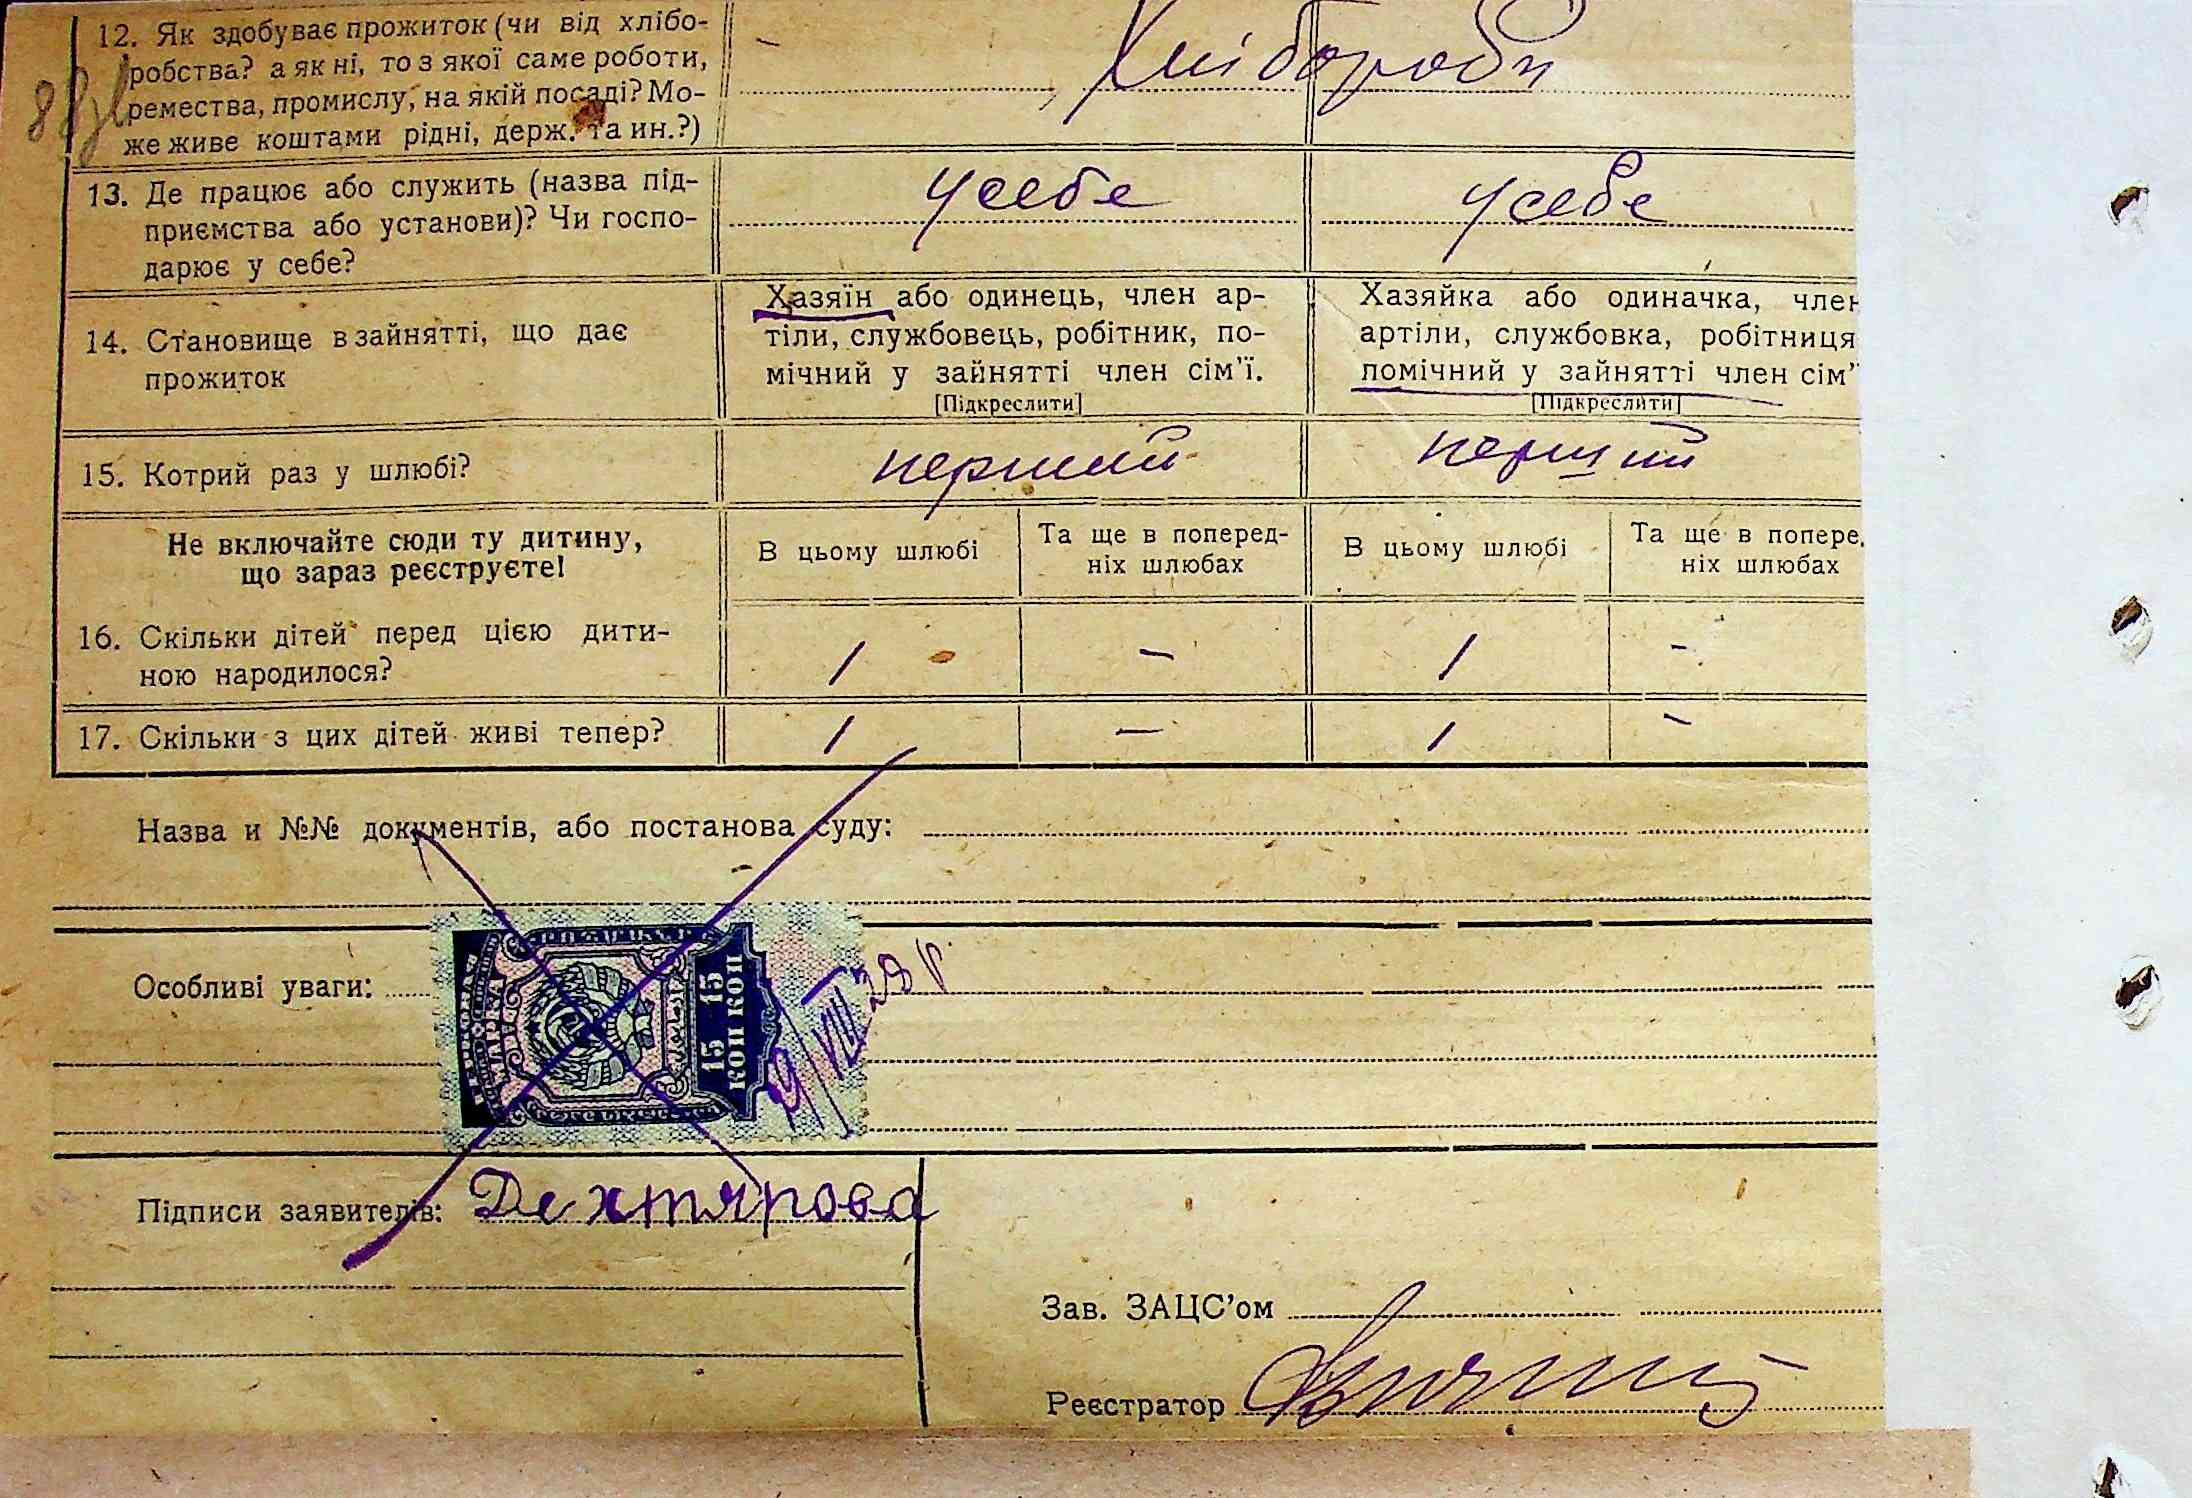 12. Як здобуває прожиток (чи від хлібо-
робства? а як ні, то з якої саме роботи,
ремества, промислу, на якій посаді? Мо-
же живе коштами рідні, держ. та ин.?)
Хлібороби
13. Де працює або служить (назва під-
приємства або установи)? Чи госпо-
дарює у себе?
у себе
у себе
14. Становище в зайнятті, що дає
прожиток
Хазяїн або одинець, член ар-
тіли, службовець, робітник, по-
мічний у зайнятті член сім'ї.
[Підкреслити]
Хазяйка або одиначка, член
артіли, службовка, робітниця
помічний у зайнятті член сім'ї
[Підкреслити]
15. Котрий раз у шлюбі?
перший
перший
Не включайте сюди ту дитину,
що зараз реєструєте!
В цьому шлюбі
Та ще в поперед-
ніх шлюбах
В цьому шлюбі
Та ще в попере
ніх шлюбах
16. Скільки дітей перед цією дити-
ною народилося?
1
–
1
–
17. Скільки з цих дітей живі тепер?
1
–
1
–
Назва и №№ документів, або постанова суду:
Особливі уваги:
МАРКА
15 15
КОП КОП
VIII
Підписи заявителів: Дехтярова
Зав. ЗАЦС'ом
Реєстратор